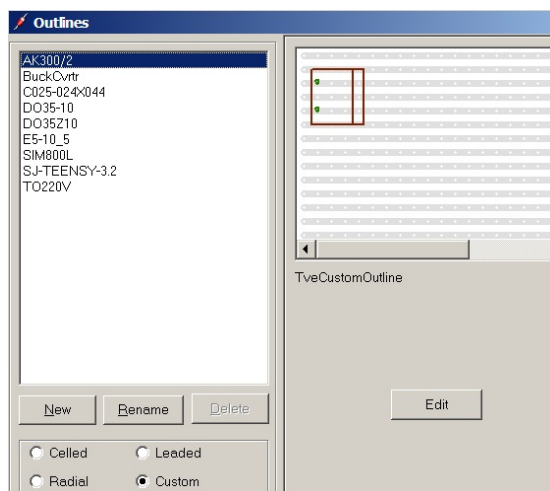 Outlines
AK300/2
BuckCvrtr
C025-024X044
DO35-10
DO35Z10
E5-10_5
SIM800L
SJ-TEENSY-3.2
TO220V
TveCustomOutline
New Rename Delete
Edit
Celled Leaded
Radial Custom